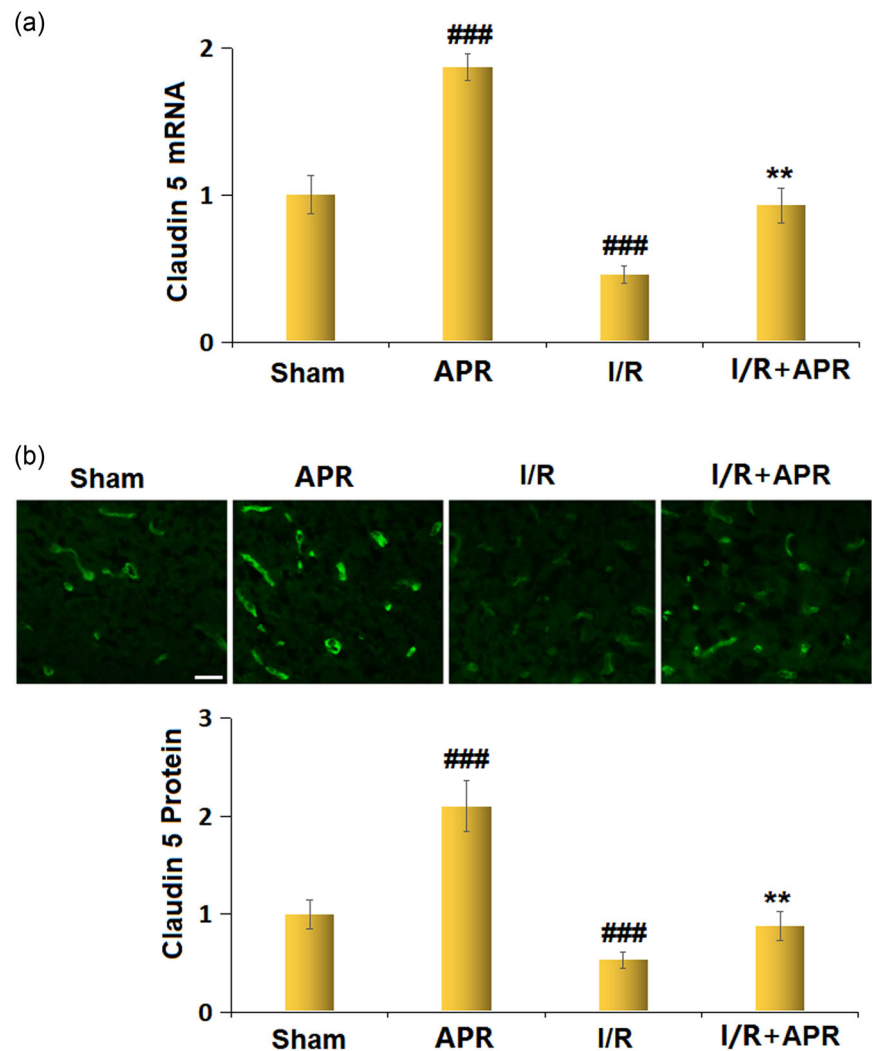 (a)
Claudin 5 mRNA
2
1
0
###
###
**
Sham APR I/R I/R+APR
(b)
Sham APR I/R I/R+APR
Claudin 5 Protein
3
2
1
0
###
###
**
Sham APR I/R I/R+APR